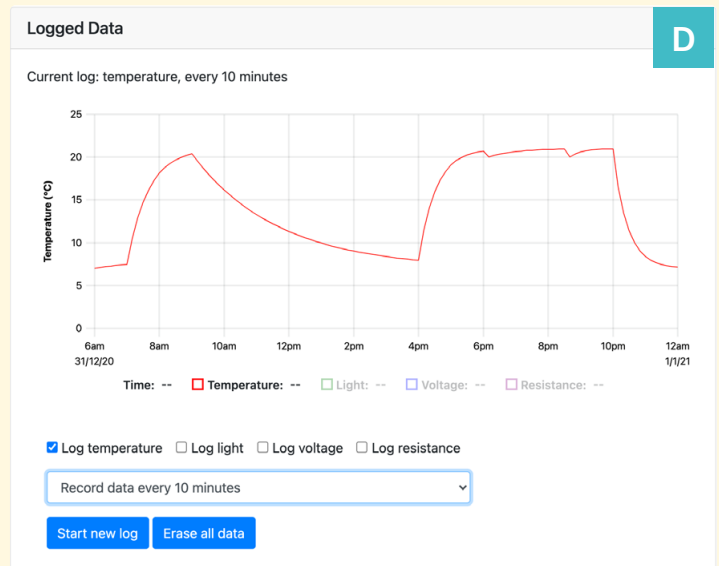 Logged Data
D
Current log: temperature, every 10 minutes
25
20
15
10
5
0
Temperature (°C)
6am 8am 10am 12pm 2pm 4pm 6pm 8pm 10pm 12am
31/12/20 1/1/21
Time: -- Temperature: -- Light: -- Voltage: -- Resistance: --
Log temperature Log light Log voltage Log resistance
Record data every 10 minutes
Start new log Erase all data